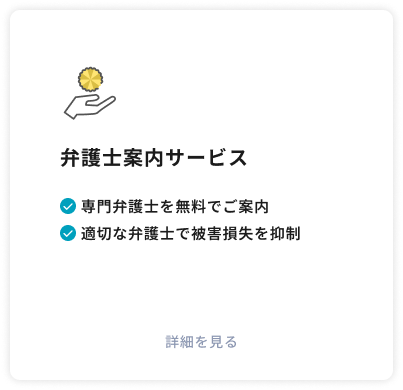 弁護士案内サービス
専門弁護士を無料でご案内
適切な弁護士で被害損失を抑制
詳細を見る